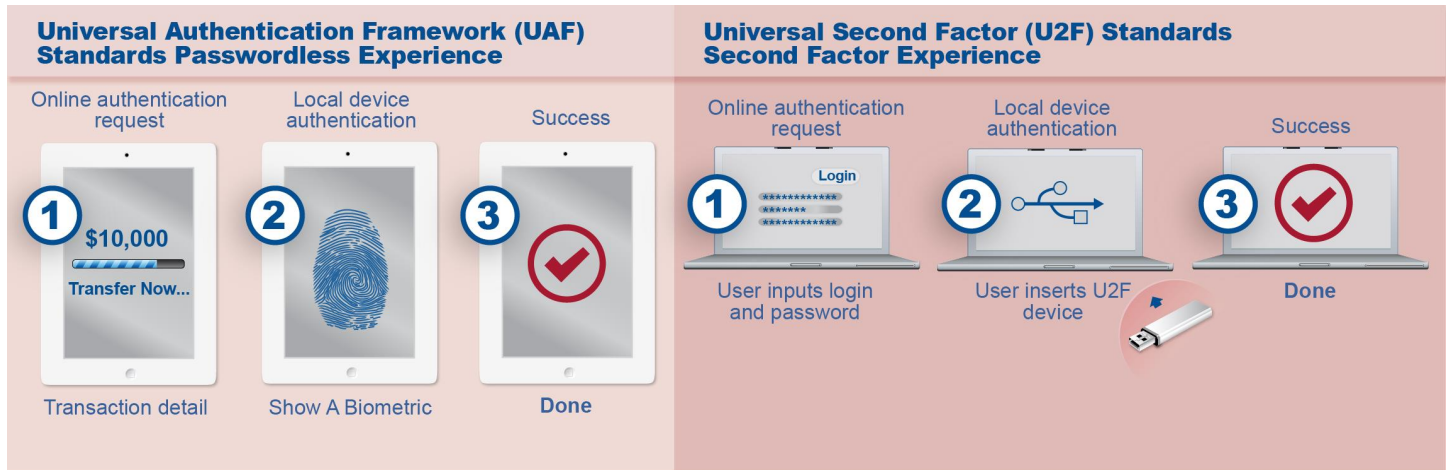 Universal Authentication Framework (UAF)
Standards Passwordless Experience
Online authentication
request
1
$10,000
Transfer Now...
Transaction detail
Local device
authentication
2
Show A Biometric
Success
3
Done
Universal Second Factor (U2F) Standards
Second Factor Experience
Online authentication
request
1
Login
************
*******
************
User inputs login
and password
Local device
authentication
2
User inserts U2F
device
Success
3
Done